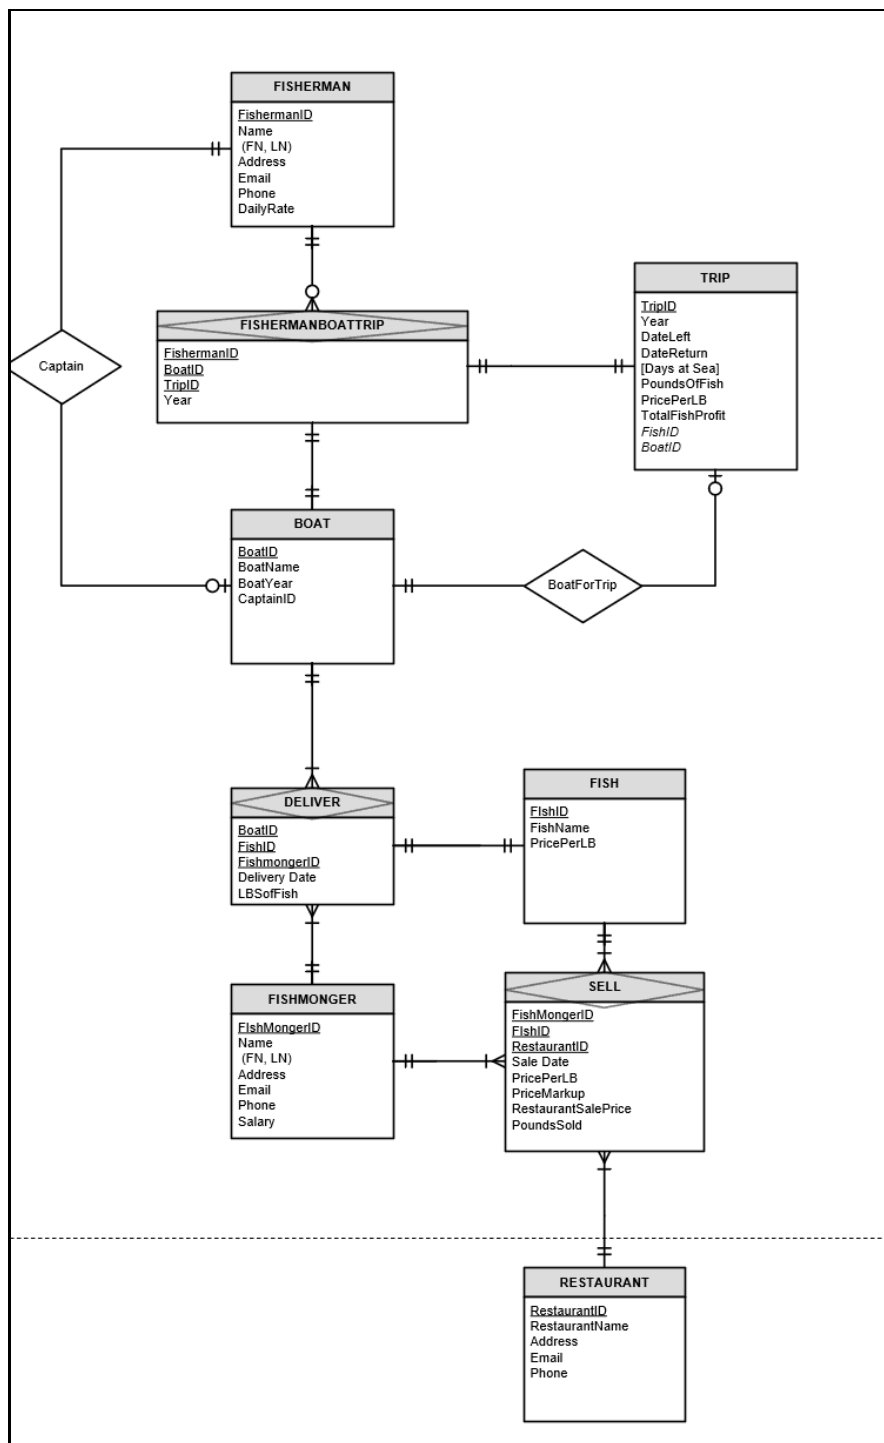 FISHERMAN
FishermanID
Name
(FN, LN)
Address
Email
Phone
DailyRate
FISHERMANBOATTRIP
FishermanID
BoatID
TripID
Year
TRIP
TripID
Year
DateLeft
DateReturn
[Days at Sea]
PoundsOfFish
PricePerLB
TotalFishProfit
FishID
BoatID
Captain
BOAT
BoatID
BoatName
BoatYear
CaptainID
BoatForTrip
DELIVER
BoatID
FishID
FishmongerID
Delivery Date
LBSofFish
FISH
FIshID
FishName
PricePerLB
FISHMONGER
FIshMongerID
Name
(FN, LN)
Address
Email
Phone
Salary
SELL
FishMongerID
FIshID
RestaurantID
Sale Date
PricePerLB
PriceMarkup
RestaurantSalePrice
PoundsSold
RESTAURANT
RestaurantID
RestaurantName
Address
Email
Phone